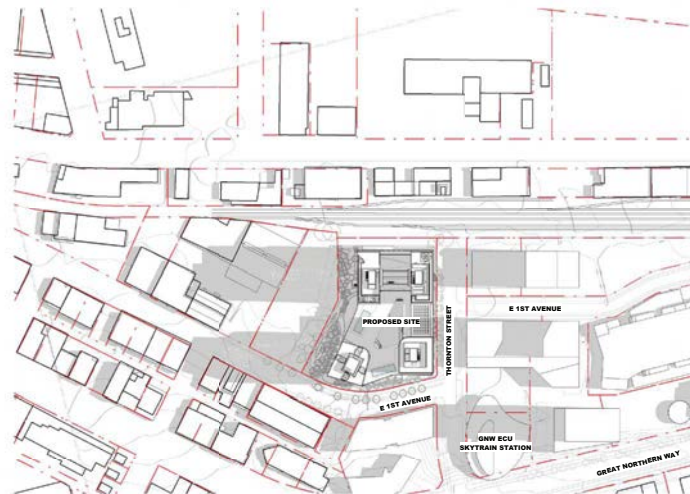 E 1ST AVENUE
PROPOSED SITE
THORNTON STREET
E 1ST AVENUE
GNW ECU
SKYTRAIN STATION
GREAT NORTHERN WAY